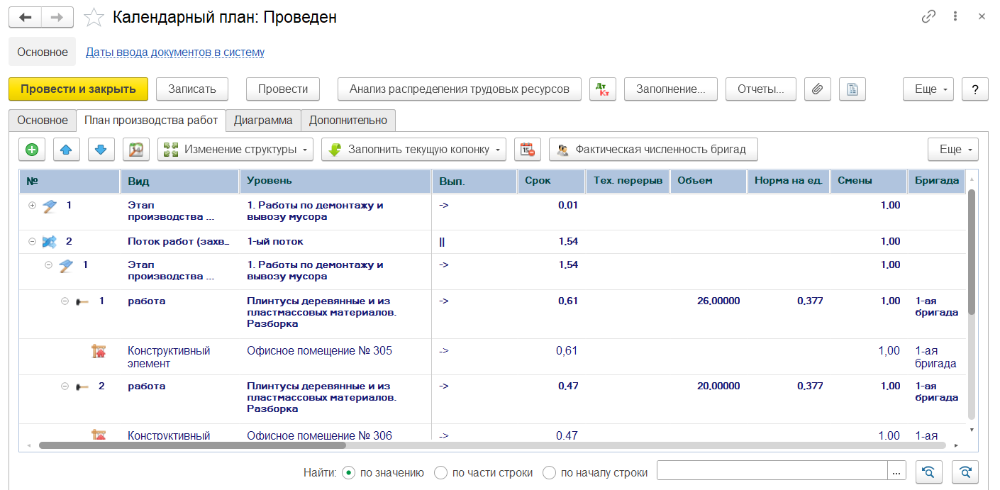 Календарный план: Проведен
Основное Даты ввода документов в систему
Провести и закрыть Записать Провести Анализ распределения трудовых ресурсов Дт Кт Заполнение... Отчеты... Еще ?
Основное План производства работ Диаграмма Дополнительно
Изменение структуры Заполнить текущую колонку 15 Фактическая численность бригад Еще
№ Вид Уровень Вып. Срок Тех. перерыв Объем Норма на ед. Смены Бригада
1 Этап 1. Работы по демонтажу и -> 0,01 1,00
производства ... вывозу мусора
2 Поток работ (захв... 1-ый поток || 1,54 1,00
1 Этап 1. Работы по демонтажу и -> 1,54 1,00
производства ... вывозу мусора
1 работа Плинтусы деревянные и из -> 0,61 26,00000 0,377 1,00 1-ая
пластмассовых материалов. бригада
Разборка
Конструктивный Офисное помещение № 305 -> 0,61 1,00 1-ая
элемент бригада
2 работа Плинтусы деревянные и из -> 0,47 20,00000 0,377 1,00 1-ая
пластмассовых материалов. бригада
Разборка
Конструктивный Офисное помещение № 306 -> 0,47 1,00 1-ая
Найти: по значению по части строки по началу строки ...